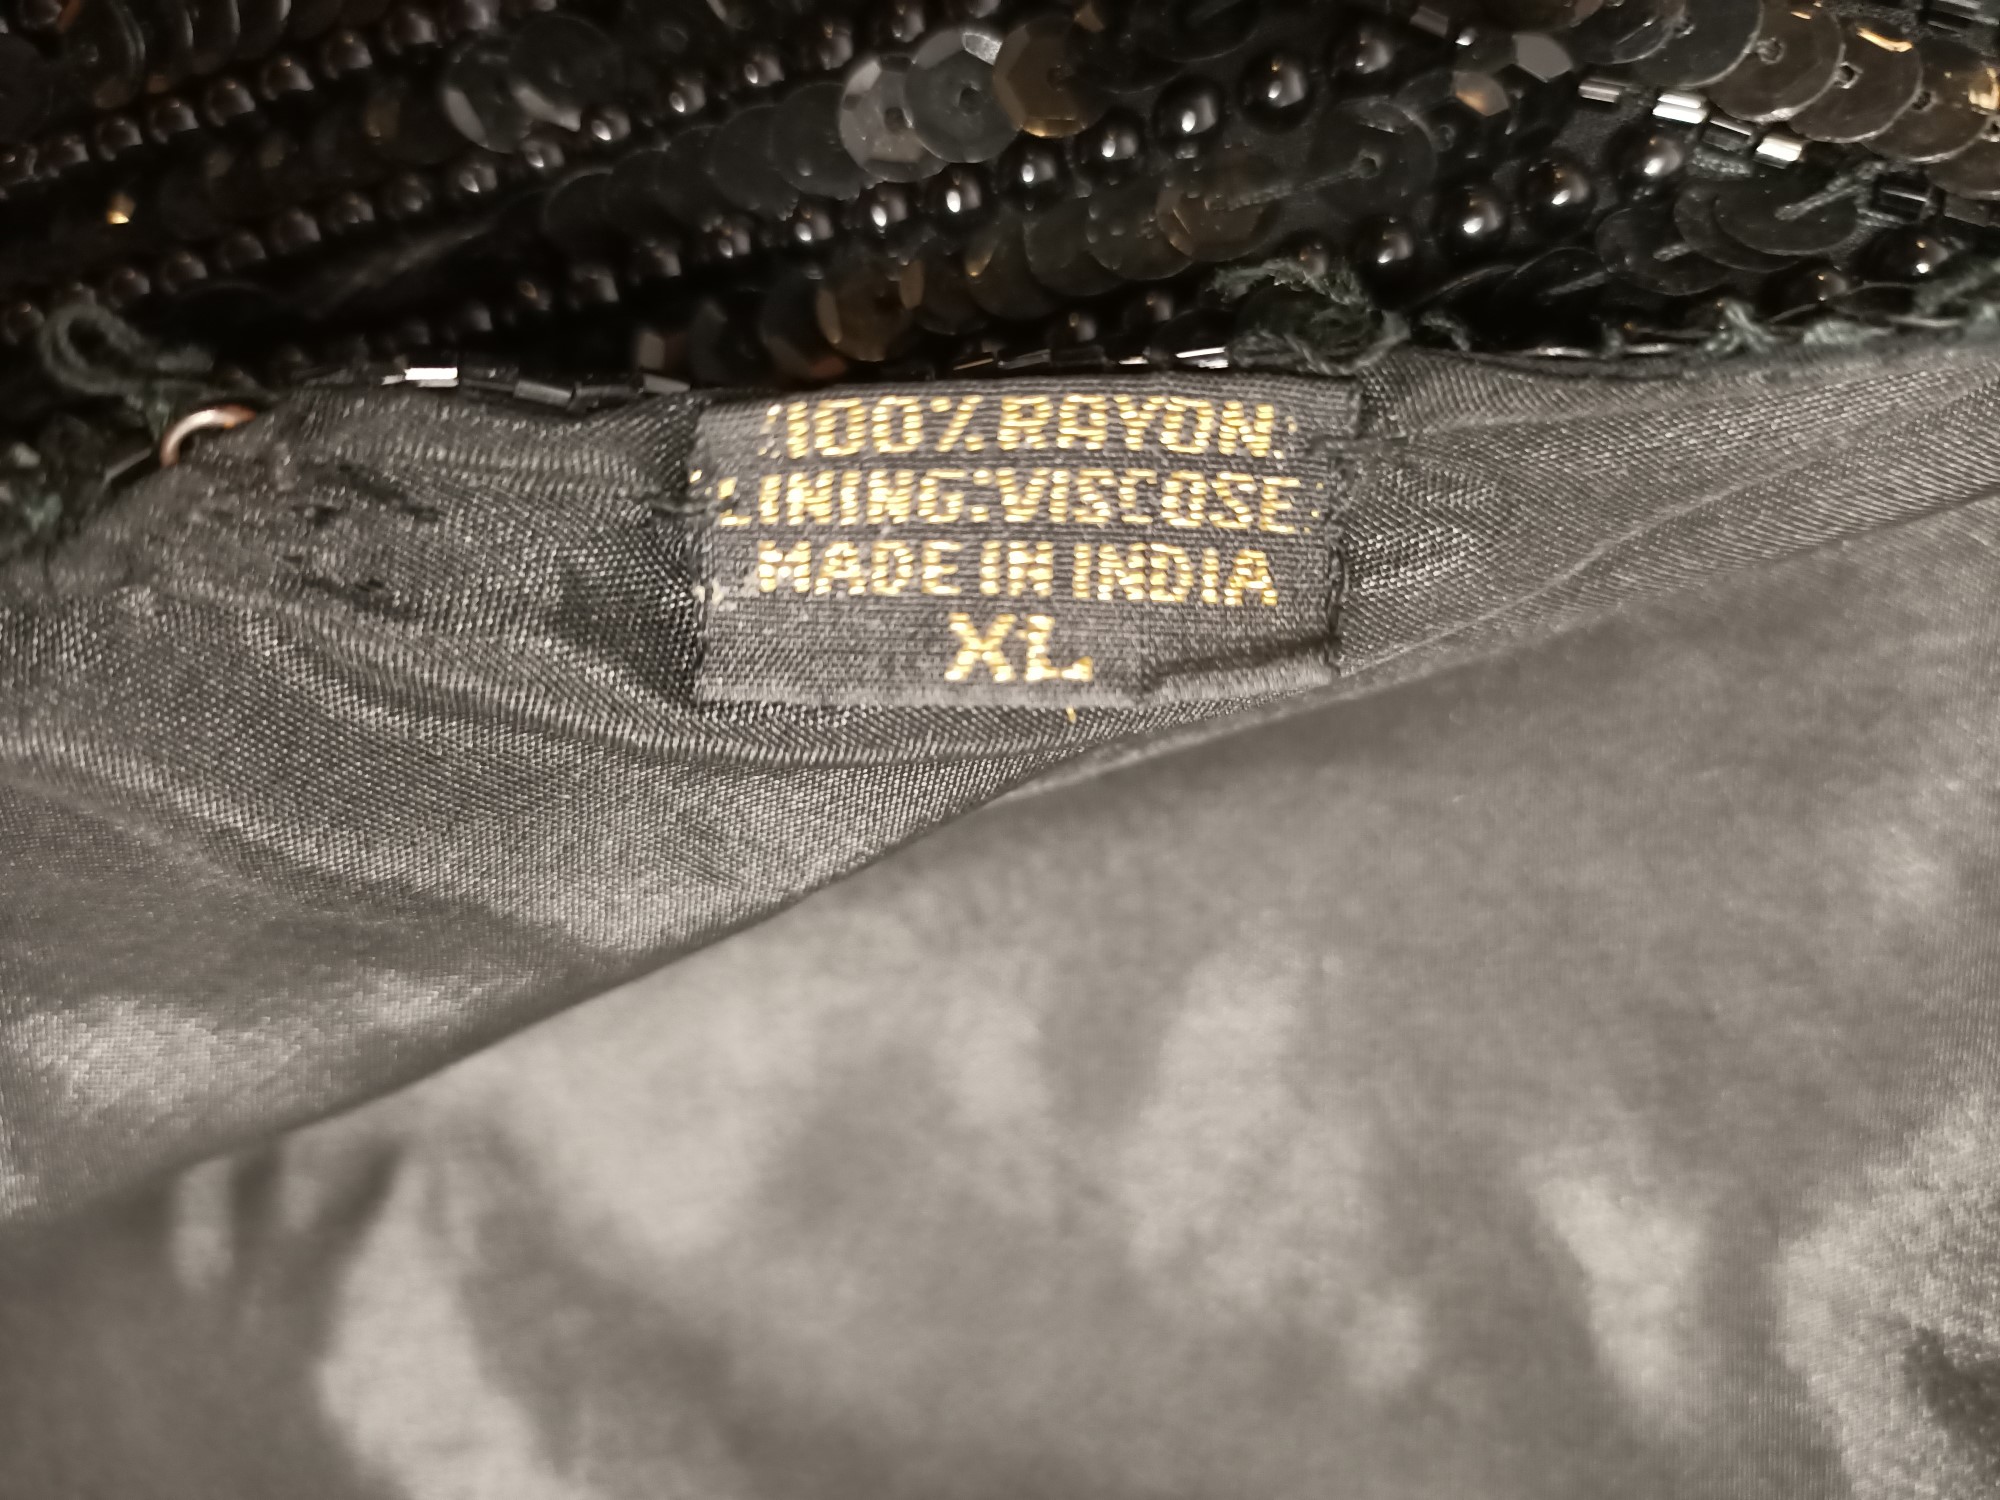 100% RAYON
LINING:VISCOSE
MADE IN INDIA
XL